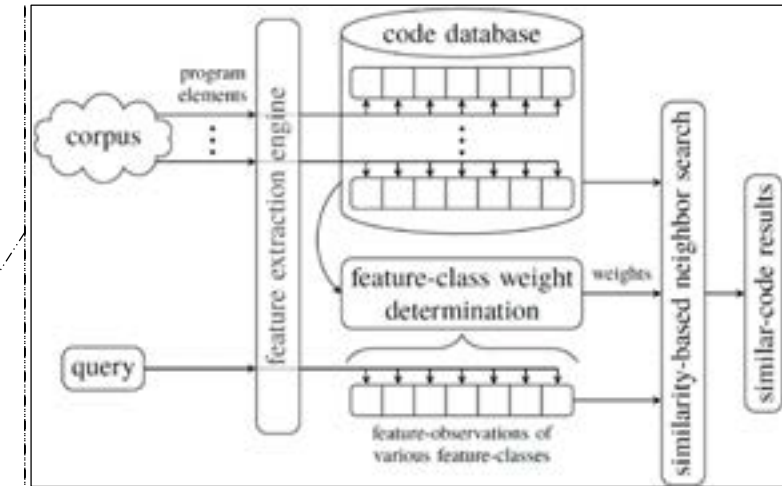 code database
program
elements
corpus
feature extraction engine
feature-class weight
determination
weights
query
feature-observations of
various feature-classes
similarity-based neighbor search
similar-code results